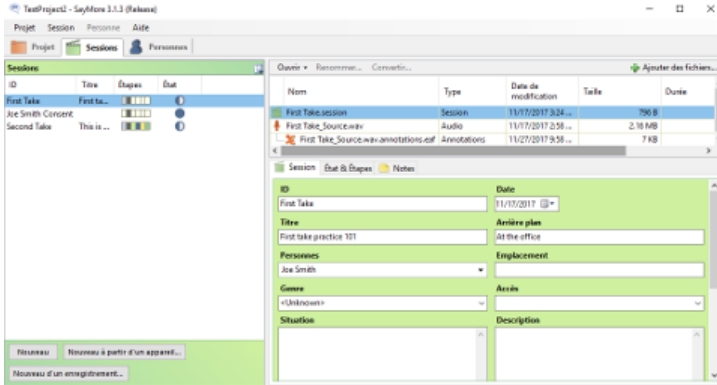 TestProject2 - SayMore 3.1.3 (Release)
Projet Session Personne Aide
Projet Sessions Personnes
Sessions
ID Titre Étapes État
First Take First ta...
Joe Smith Consent
Second Take This is ...
Nouveau Nouveau à partir d'un appareil...
Nouveau d'un enregistrement...
Ouvrir Renommer... Convertir... Ajouter des fichiers...
Nom Type Date de modification Taille Durée
First Take.session Session 11/17/2017 3:24 ... 796 B
First Take_Source.wav Audio 11/17/2017 2:58 ... 2.16 MB
First Take_Source.wav.annotations.eaf Annotations 11/27/2017 9:56 ... 7 KB
Session État & Étapes Notes
ID Date
First Take 11/17/2017
Titre Arrière plan
First take practice 101 At the office
Personnes Emplacement
Joe Smith
Genre Accès
<Unknown>
Situation Description